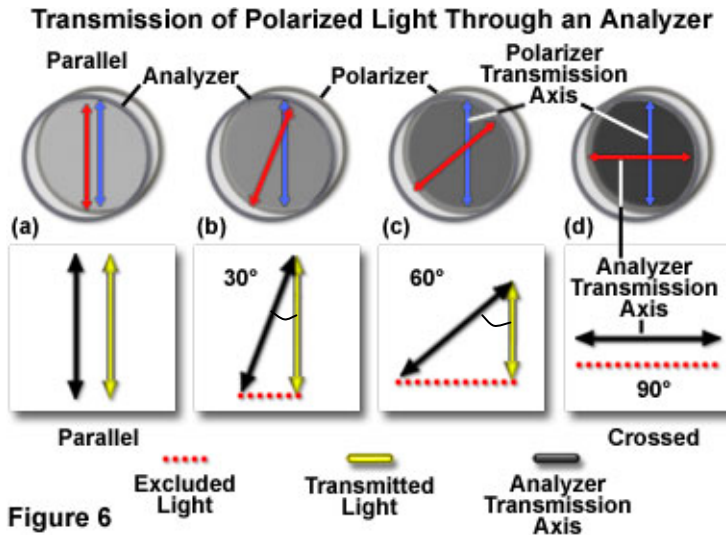 Transmission of Polarized Light Through an Analyzer
Parallel
Analyzer
Polarizer
Polarizer
Transmission
Axis
(a)
(b)
(c)
(d)
30°
60°
Analyzer
Transmission
Axis
90°
Parallel
Crossed
Excluded
Light
Transmitted
Light
Analyzer
Transmission
Axis
Figure 6